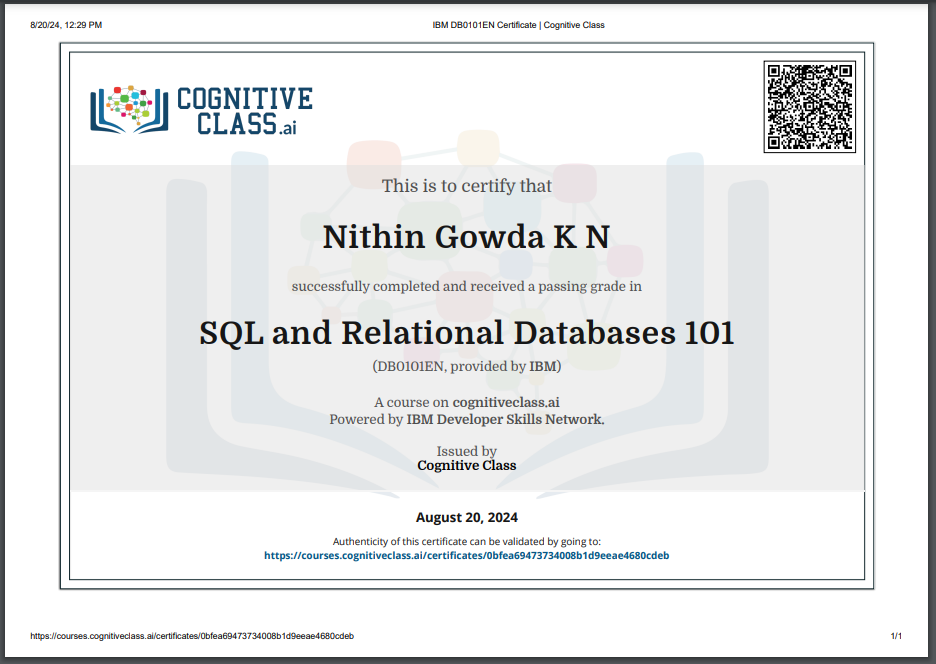 8/20/24, 12:29 PM
IBM DB0101EN Certificate | Cognitive Class
COGNITIVE
CLASS.ai
This is to certify that
Nithin Gowda K N
successfully completed and received a passing grade in
SQL and Relational Databases 101
(DB0101EN, provided by IBM)
A course on cognitiveclass.ai
Powered by IBM Developer Skills Network.
Issued by
Cognitive Class
August 20, 2024
Authenticity of this certificate can be validated by going to:
https://courses.cognitiveclass.ai/certificates/0bfea69473734008b1d9eeae4680cdeb
https://courses.cognitiveclass.ai/certificates/0bfea69473734008b1d9eeae4680cdeb
1/1